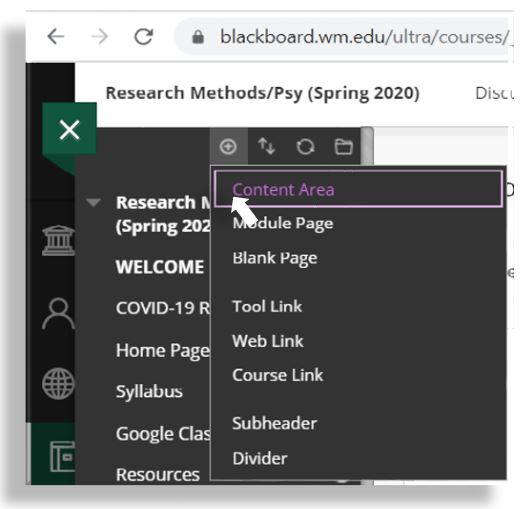 blackboard.wm.edu/ultra/courses/_
Research Methods/Psy (Spring 2020)
Content Area
Research
(Spring 202
Module Page
WELCOME
Blank Page
COVID-19 R
Tool Link
Home Page
Web Link
Syllabus
Course Link
Google Clas
Subheader
Resources
Divider